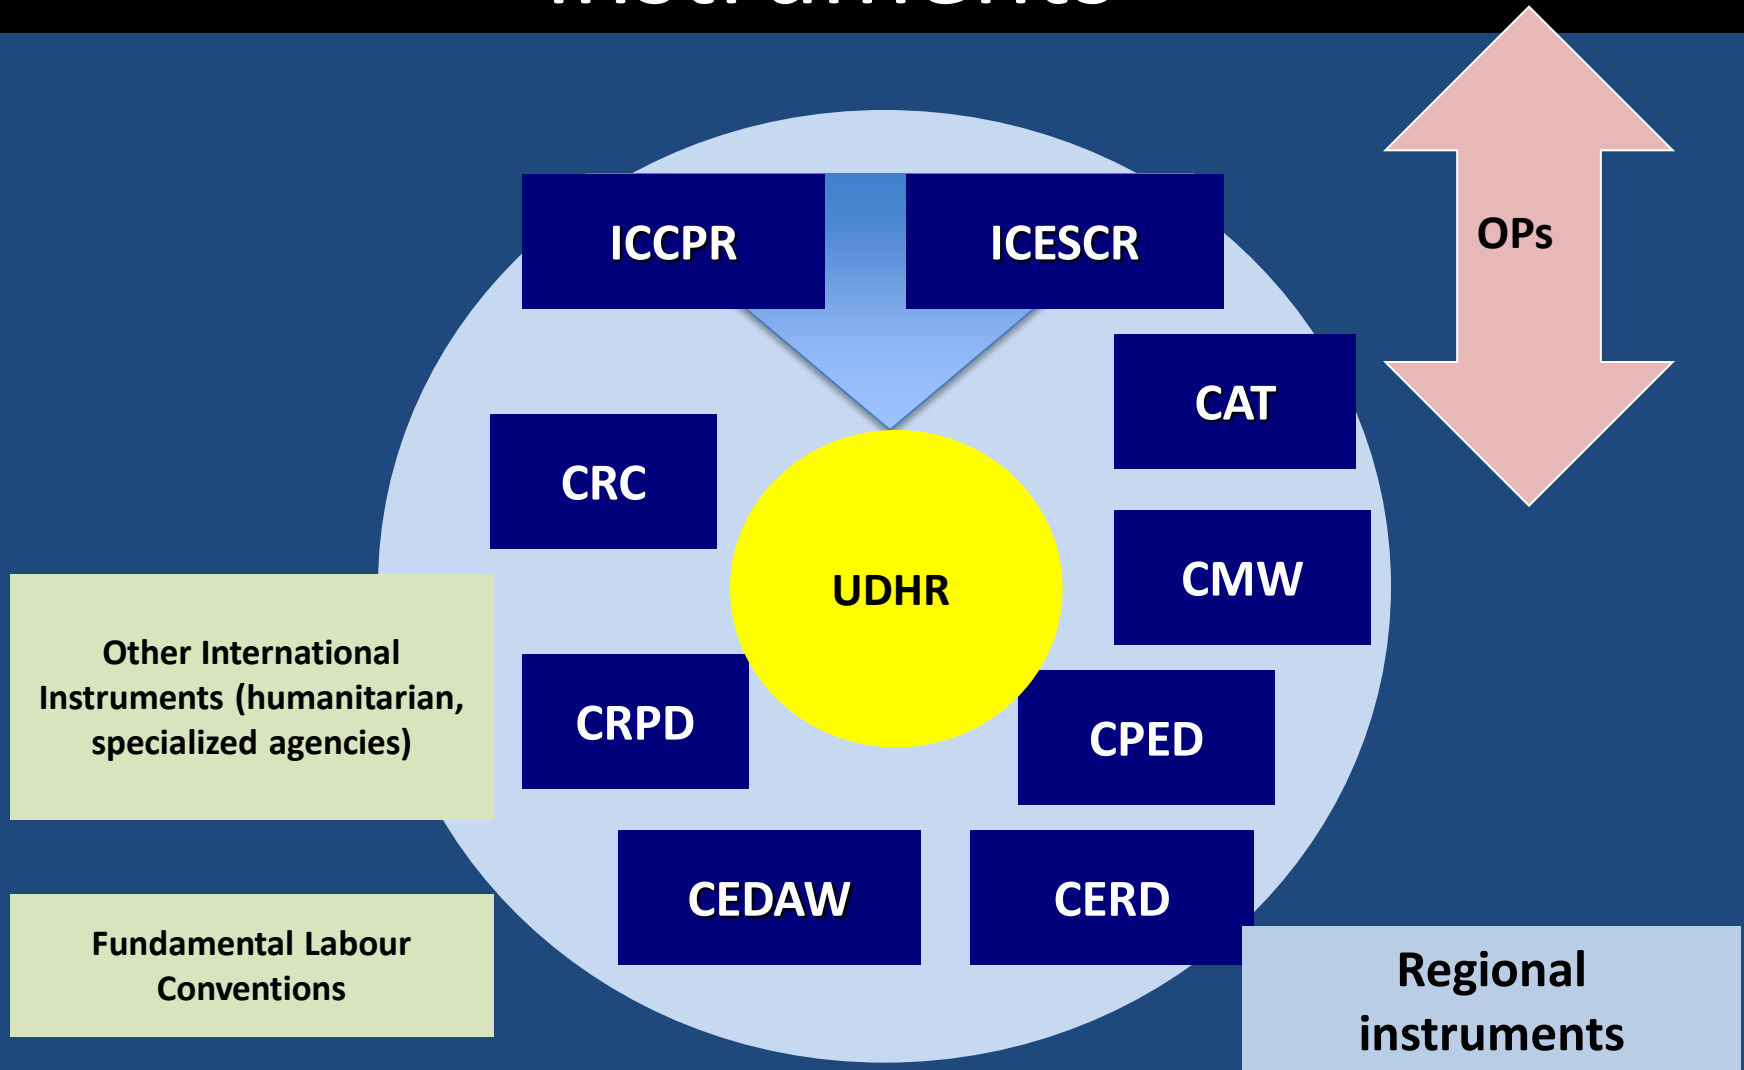 ICCPR
ICESCR
OPs
CAT
CRC
CMW
UDHR
Other International
Instruments (humanitarian,
specialized agencies)
CRPD
CPED
CEDAW
CERD
Fundamental Labour
Conventions
Regional
instruments